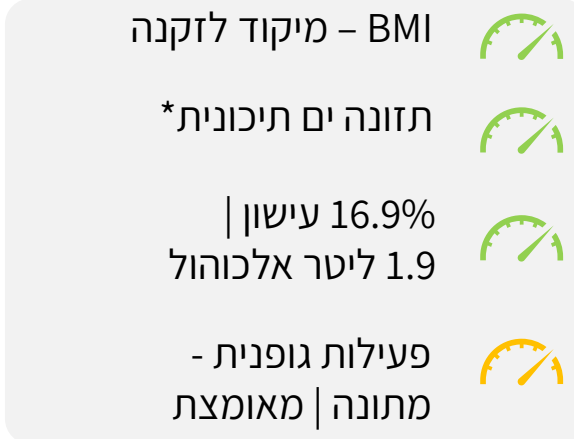 BMI – מיקוד לזקנה
תזונה ים תיכונית*
16.9% עישון |
1.9 ליטר אלכוהול
פעילות גופנית -
מתונה | מאומצת